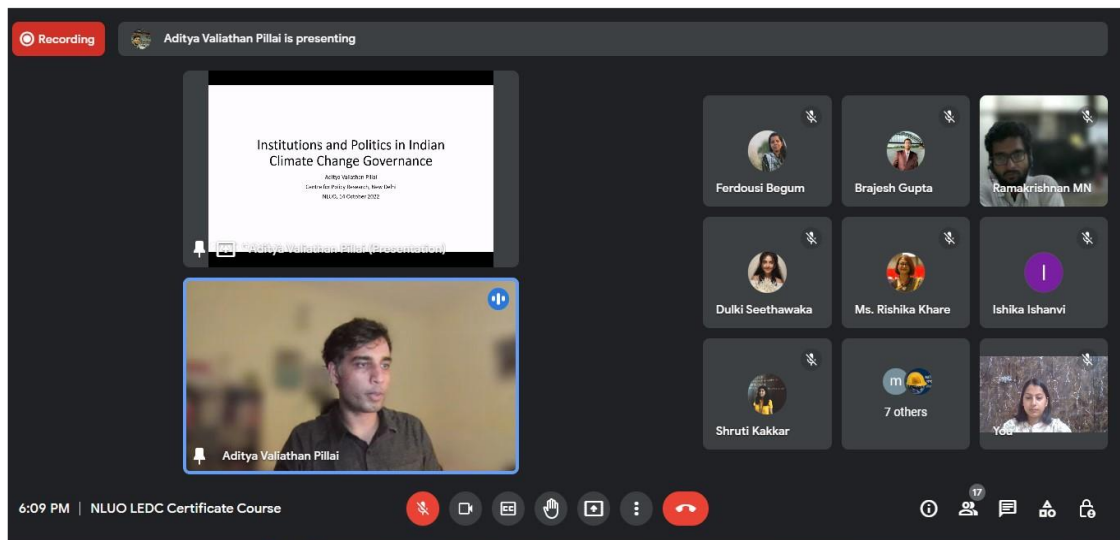 Recording
Aditya Valiathan Pillai is presenting
Institutions and Politics in Indian
Climate Change Governance
Aditya Valiathan Pillai
Centre for Policy Research, New Delhi
NLUO, 14 October 2022
Aditya Valiathan Pillai (Presentation)
Aditya Valiathan Pillai
Ferdousi Begum
Brajesh Gupta
Ramakrishnan MN
Dulki Seethawaka
Ms. Rishika Khare
I
Ishika Ishanvi
Shruti Kakkar
m
7 others
You
6:09 PM | NLUO LEDC Certificate Course
CC
17